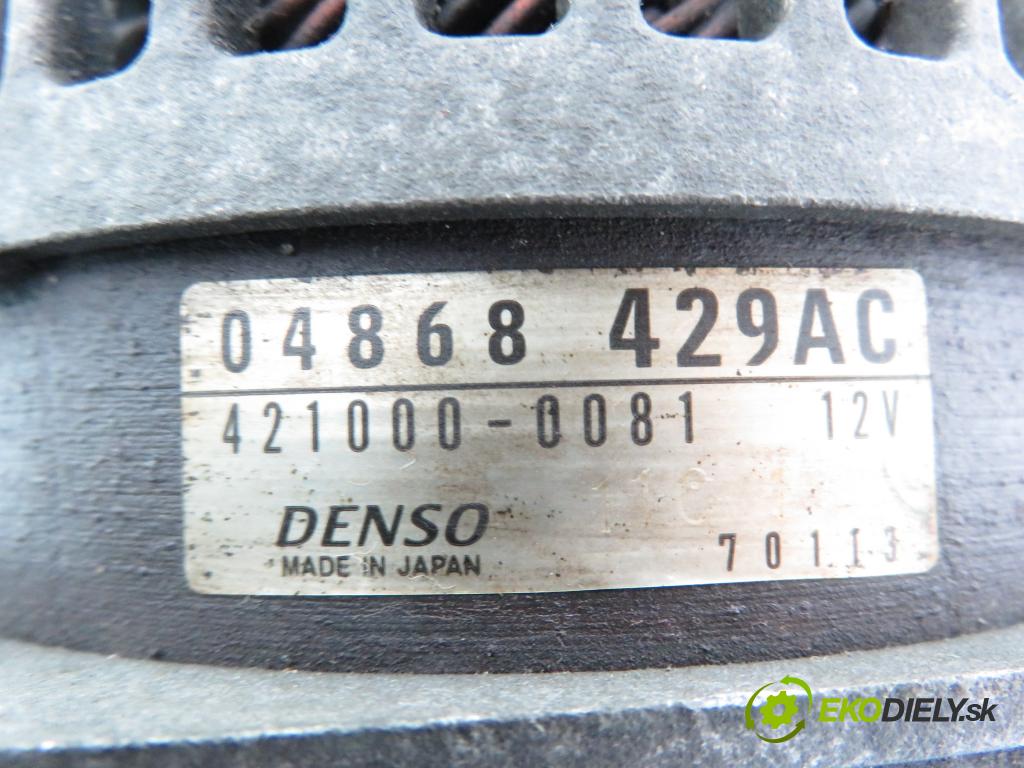 04868 429AC
421000-0081 12V
DENSO
MADE IN JAPAN 70113
EKODIELY.sk